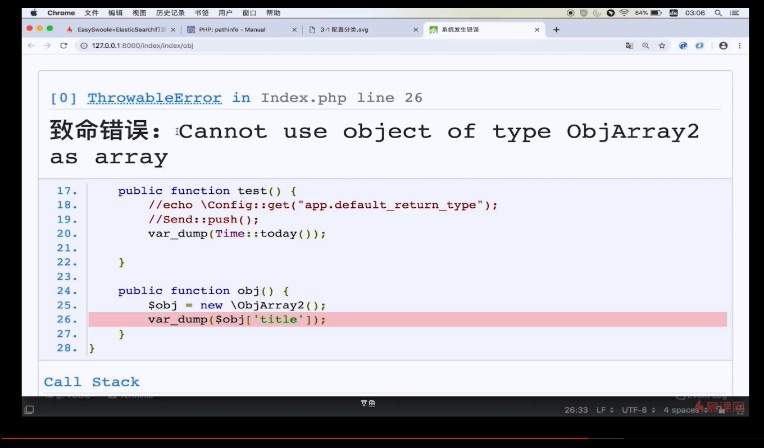 Chrome 文件 编辑 视图 历史记录 书签 用户 窗口 帮助
64% 03:06
EasySwoole+ElasticSearch打造
PHP: pathinfo - Manual
3-1 配置分类.svg
系统发生错误
127.0.0.1:8000/index/index/obj
[0] ThrowableError in Index.php line 26
致命错误: Cannot use object of type ObjArray2
as array
17. public function test() {
18. //echo \Config::get("app.default_return_type");
19. //Send::push();
20. var_dump(Time::today());
21.
22. }
23.
24. public function obj() {
25. $obj = new \ObjArray2();
26. var_dump($obj['title']);
27. }
28. }
Call Stack
26:33 LF UTF-8 4 spaces